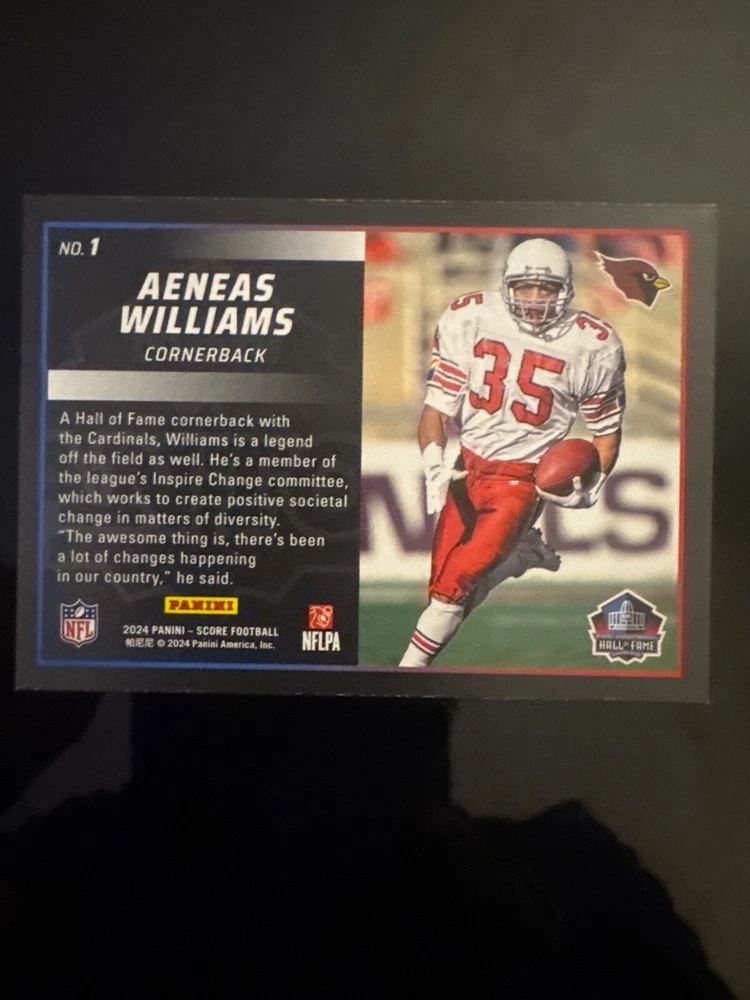 NO. 1
AENEAS
WILLIAMS
CORNERBACK
A Hall of Fame cornerback with
the Cardinals, Williams is a legend
off the field as well. He's a member of
the league's Inspire Change committee,
which works to create positive societal
change in matters of diversity.
"The awesome thing is, there's been
a lot of changes happening
in our country," he said.
PANINI
NFL
2024 PANINI – SCORE FOOTBALL
帕尼尼 © 2024 Panini America, Inc.
NFLPA
35
35
35
LS
HALL OF FAME